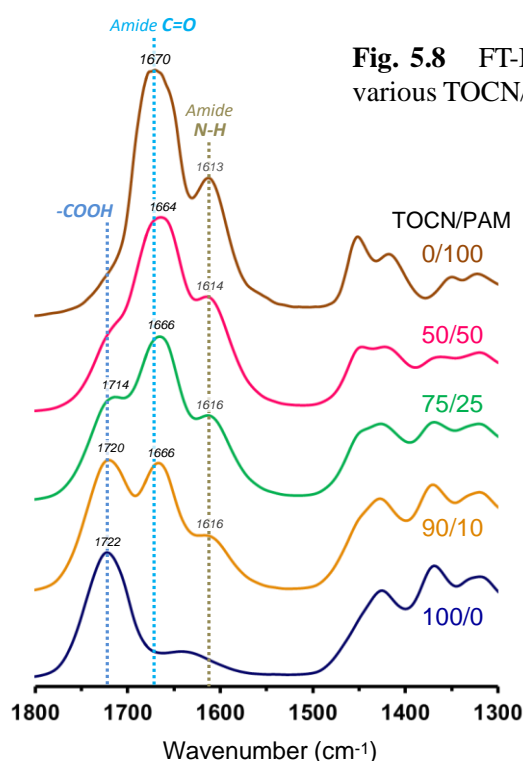 Amide C=O
Fig. 5.8 FT-I
various TOCN/
1670
Amide
N-H
1613
-COOH
1664
TOCN/PAM
0/100
1614
50/50
1714
1666
75/25
1616
1720
1666
90/10
1616
1722
100/0
1800 1700 1600 1500 1400 1300
Wavenumber (cm-1)